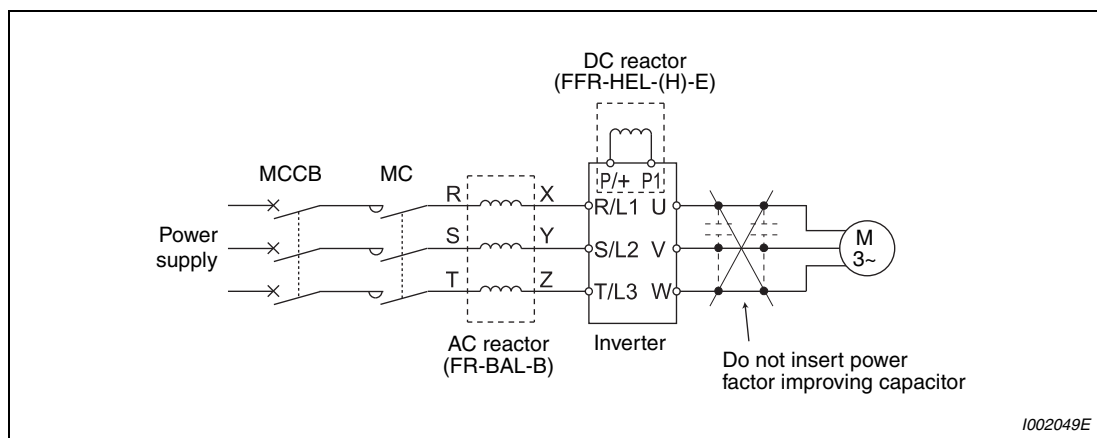 DC reactor
(FFR-HEL-(H)-E)
MCCB
MC
P/+ P1
R X R/L1 U
Power
supply
S Y S/L2 V
M
3~
T Z T/L3 W
AC reactor
(FR-BAL-B)
Inverter
Do not insert power
factor improving capacitor
I002049E